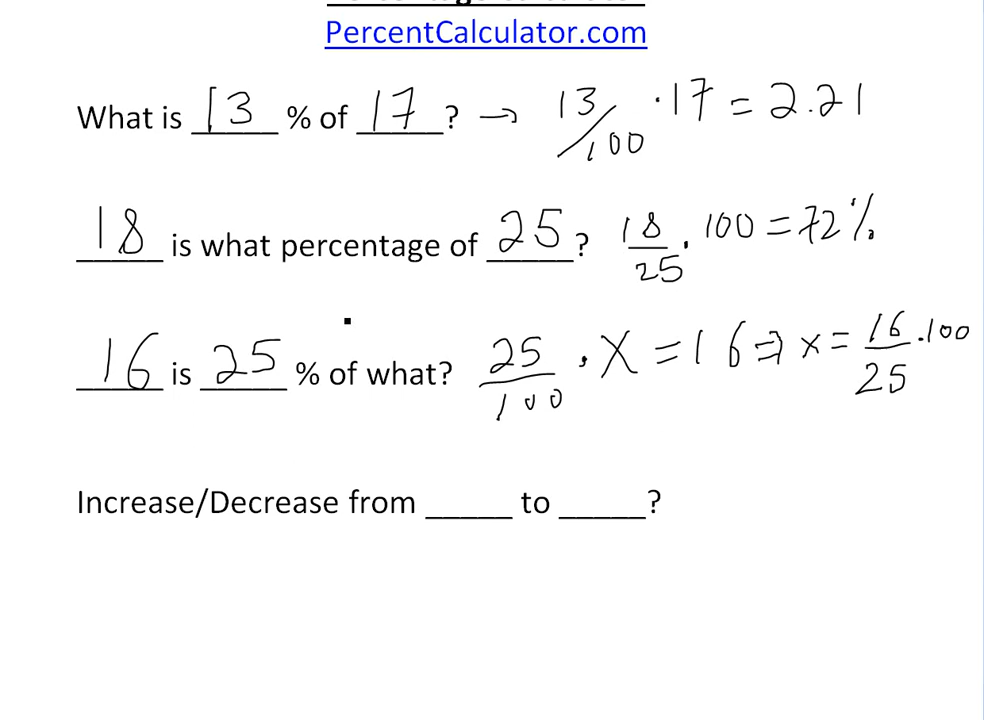 PercentCalculator.com
What is 13 % of 17 ? → 13/100 · 17 = 2.21
18 is what percentage of 25 ? 18/25 · 100 = 72%
16 is 25 % of what? 25/100 · x = 16 ⇒ x = 16/25 · 100
Increase/Decrease from _____ to _____?